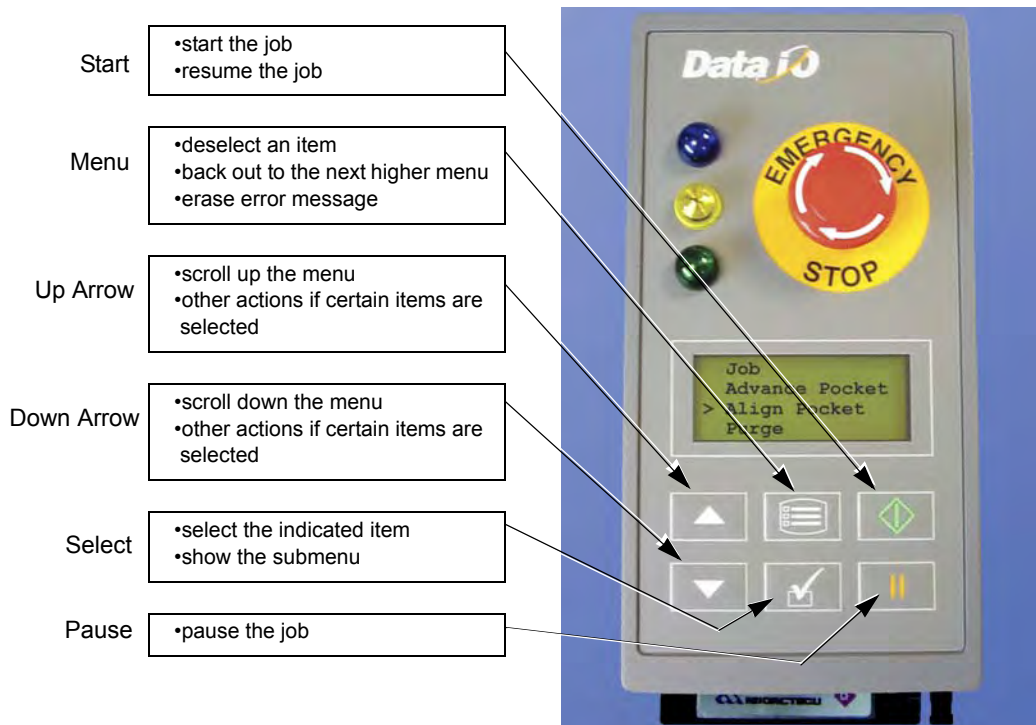 Start
•start the job
•resume the job
Menu
•deselect an item
•back out to the next higher menu
•erase error message
Up Arrow
•scroll up the menu
•other actions if certain items are
selected
Down Arrow
•scroll down the menu
•other actions if certain items are
selected
Select
•select the indicated item
•show the submenu
Pause
•pause the job
Data iO
EMERGENCY
STOP
Job
Advance Pocket
> Align Pocket
Purge